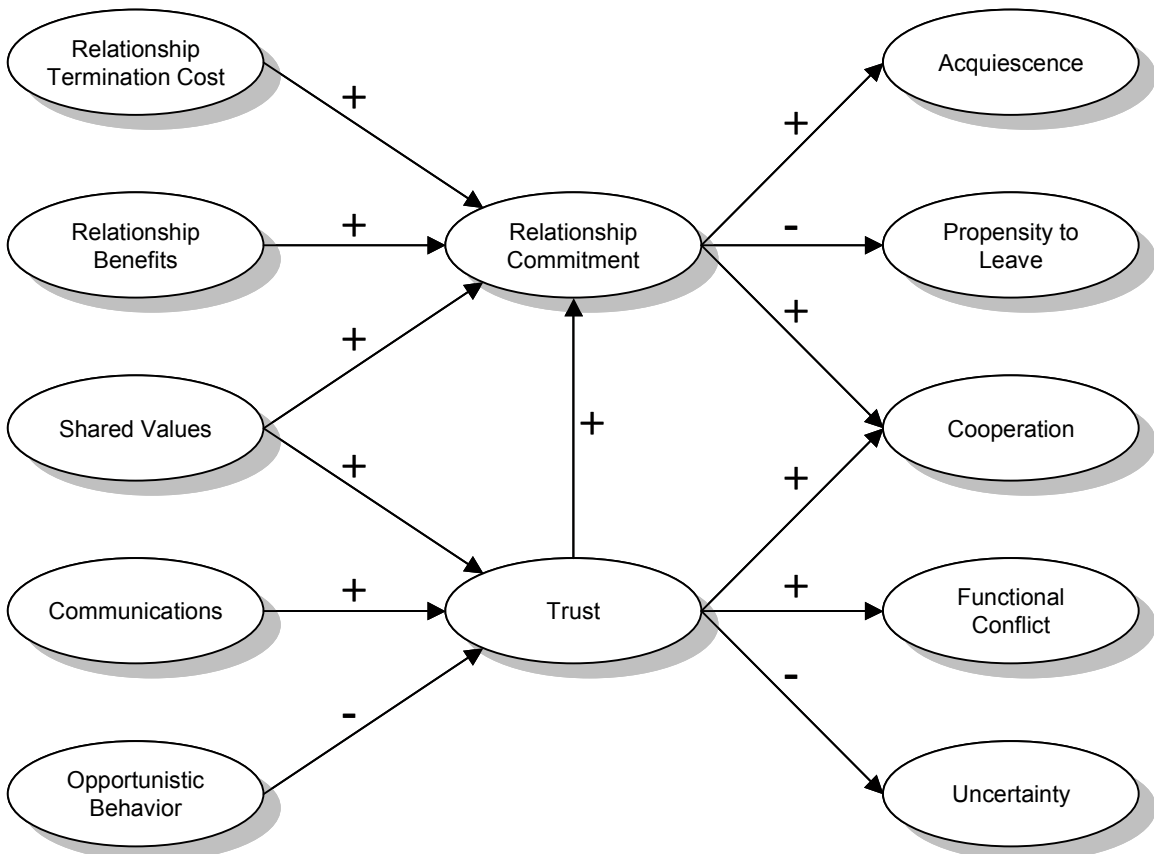 Relationship
Termination Cost
Acquiescence
+
+
Relationship
Benefits
+
Relationship
Commitment
-
Propensity to
Leave
+
+
Shared Values
+
Cooperation
+
+
Communications
+
Trust
+
Functional
Conflict
-
-
Opportunistic
Behavior
Uncertainty